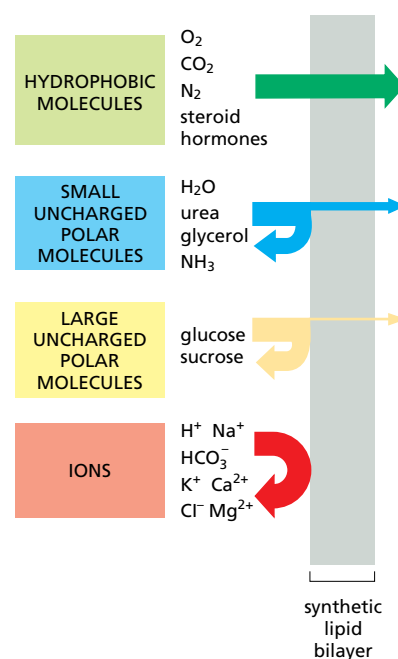 HYDROPHOBIC
MOLECULES
O₂
CO₂
N₂
steroid
hormones
SMALL
UNCHARGED
POLAR
MOLECULES
H₂O
urea
glycerol
NH₃
LARGE
UNCHARGED
POLAR
MOLECULES
glucose
sucrose
IONS
H⁺ Na⁺
HCO₃⁻
K⁺ Ca²⁺
Cl⁻ Mg²⁺
synthetic
lipid
bilayer